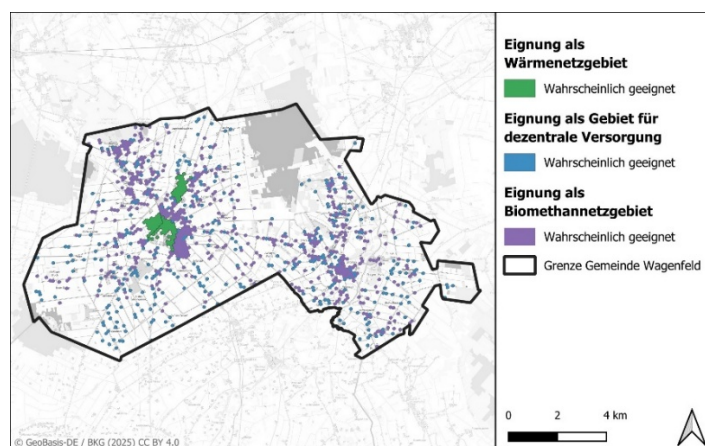 Eignung als
Wärmenetzgebiet
Wahrscheinlich geeignet
Eignung als Gebiet für
dezentrale Versorgung
Wahrscheinlich geeignet
Eignung als
Biomethannetzgebiet
Wahrscheinlich geeignet
Grenze Gemeinde Wagenfeld
0 2 4 km
© GeoBasis-DE / BKG (2025) CC BY 4.0